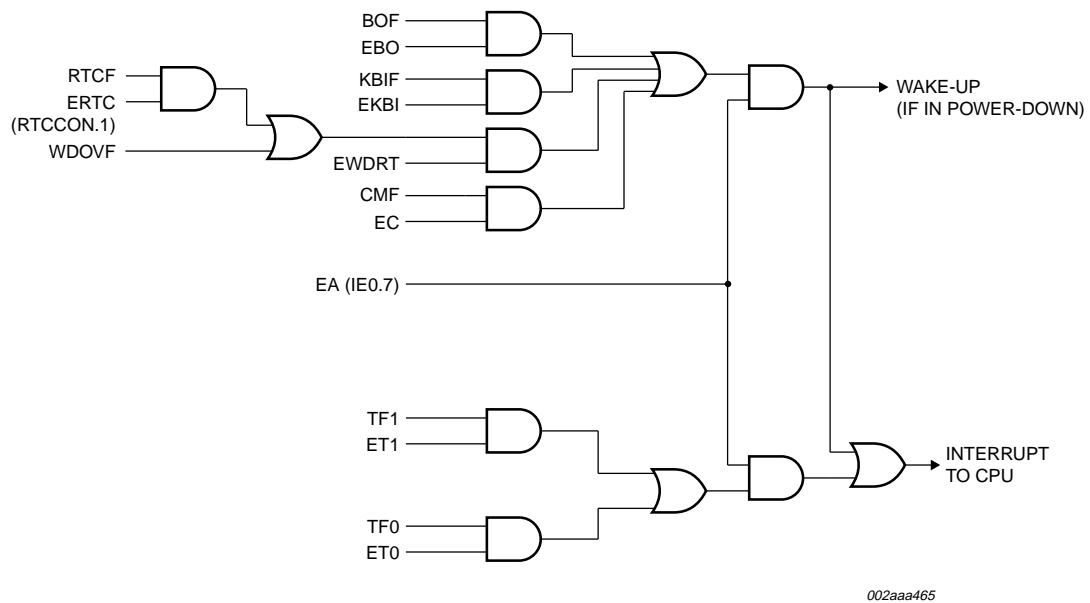 BOF
EBO
RTCF
ERTC
(RTCCON.1)
WDOVF
KBIF
EKBI
EWDRT
CMF
EC
WAKE-UP
(IF IN POWER-DOWN)
EA (IE0.7)
TF1
ET1
TF0
ET0
INTERRUPT
TO CPU
002aaa465